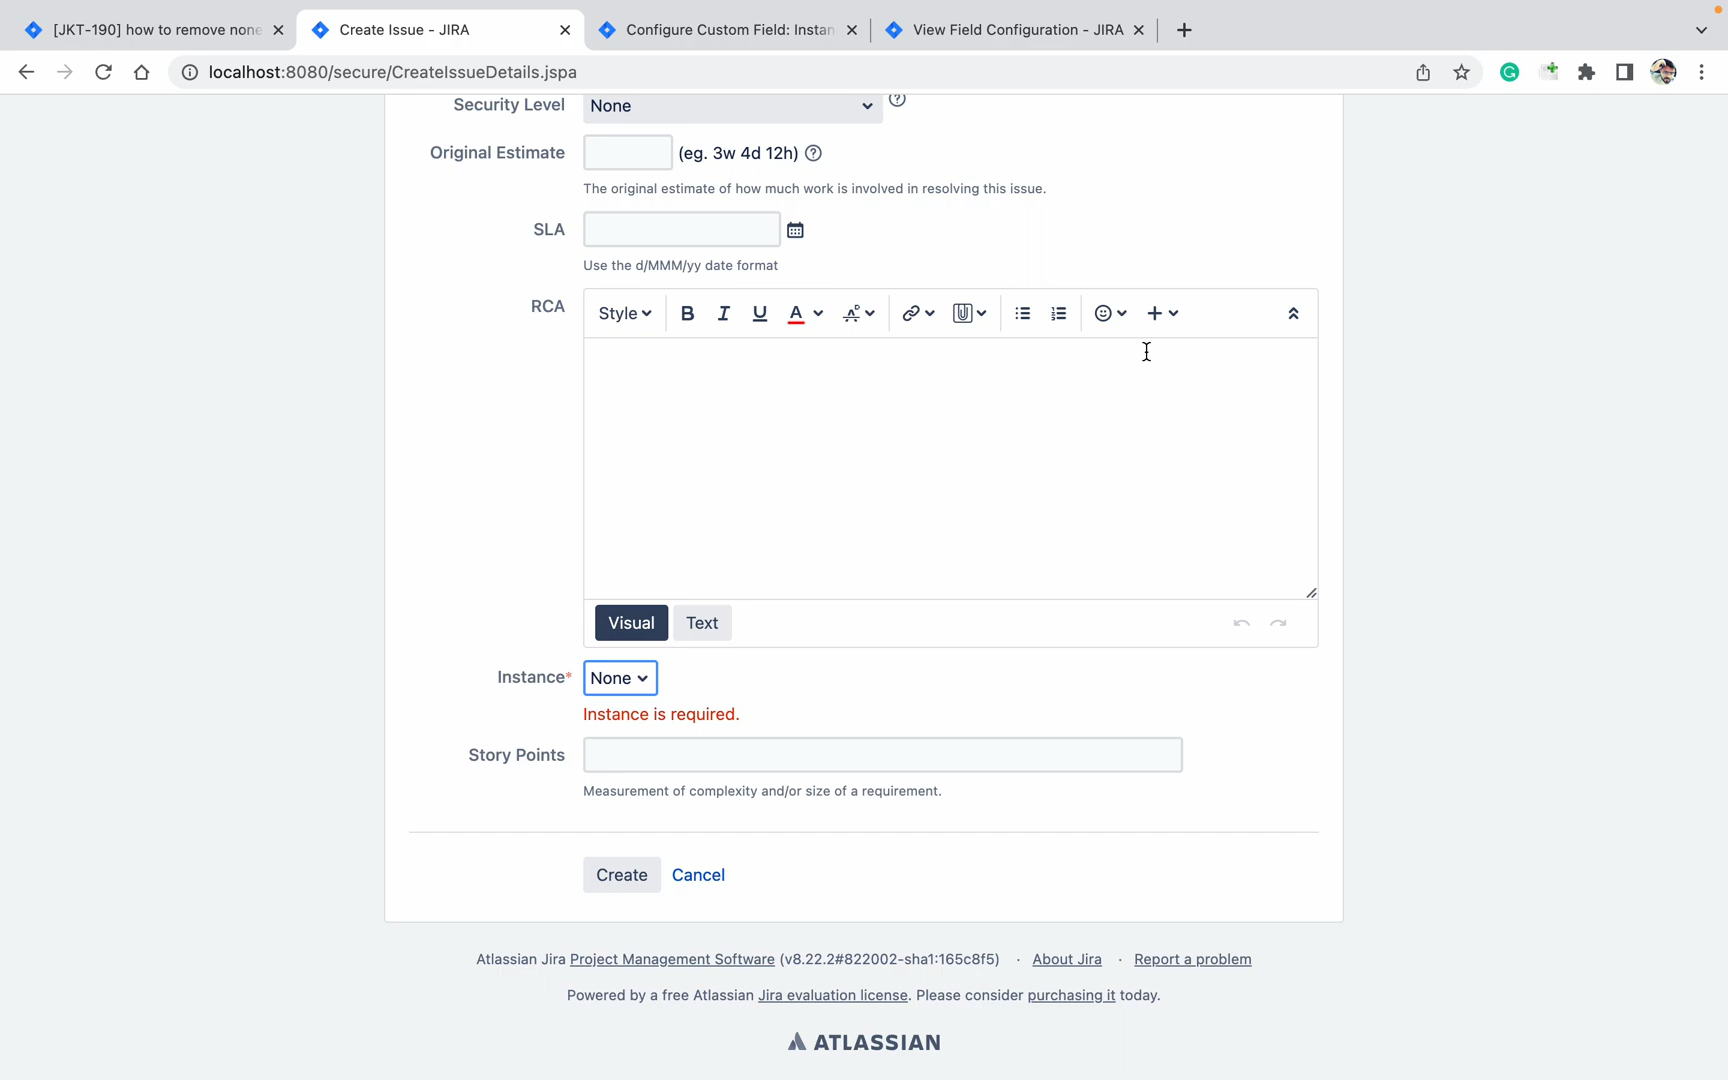 [JKT-190] how to remove none
Create Issue - JIRA
Configure Custom Field: Instan
View Field Configuration - JIRA
localhost:8080/secure/CreateIssueDetails.jspa
Security Level None
Original Estimate (eg. 3w 4d 12h)
The original estimate of how much work is involved in resolving this issue.
SLA
Use the d/MMM/yy date format
RCA Style B I U A
Visual Text
Instance* None
Instance is required.
Story Points
Measurement of complexity and/or size of a requirement.
Create Cancel
Atlassian Jira Project Management Software (v8.22.2#822002-sha1:165c8f5) · About Jira · Report a problem
Powered by a free Atlassian Jira evaluation license. Please consider purchasing it today.
ATLASSIAN